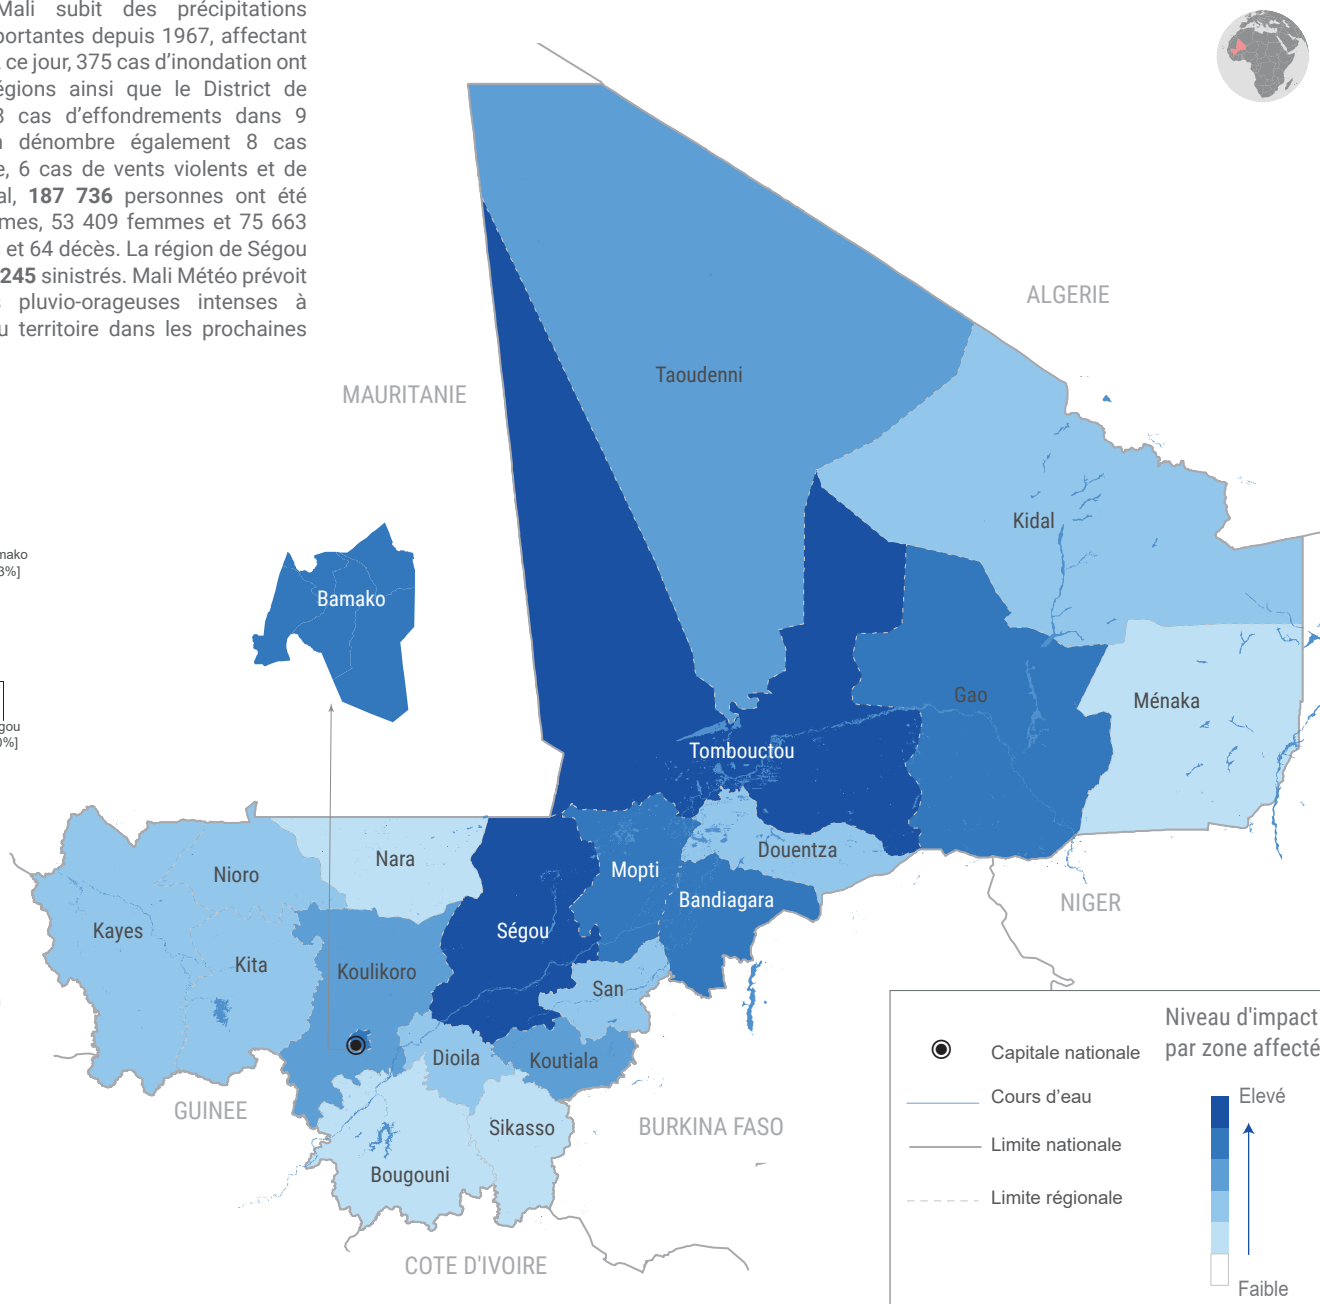 Mali subit des précipitations
portantes depuis 1967, affectant
ce jour, 375 cas d’inondation ont
égions ainsi que le District de
3 cas d’effondrements dans 9
dénombre également 8 cas
e, 6 cas de vents violents et de
al, 187 736 personnes ont été
mes, 53 409 femmes et 75 663
et 64 décès. La région de Ségou
245 sinistrés. Mali Météo prévoit
s pluvio-orageuses intenses à
u territoire dans les prochaines
ALGERIE
Taoudenni
MAURITANIE
Kidal
mako
3%]
Bamako
Gao
Ménaka
gou
0%]
Tombouctou
Douentza
Nara
Mopti
Nioro
Bandiagara
NIGER
Kayes
Ségou
Kita
Koulikoro
San
Dioila
Koutiala
GUINEE
BURKINA FASO
Sikasso
Bougouni
COTE D'IVOIRE
Niveau d'impact
par zone affecté
Capitale nationale
Cours d’eau
Limite nationale
Limite régionale
Elevé
Faible